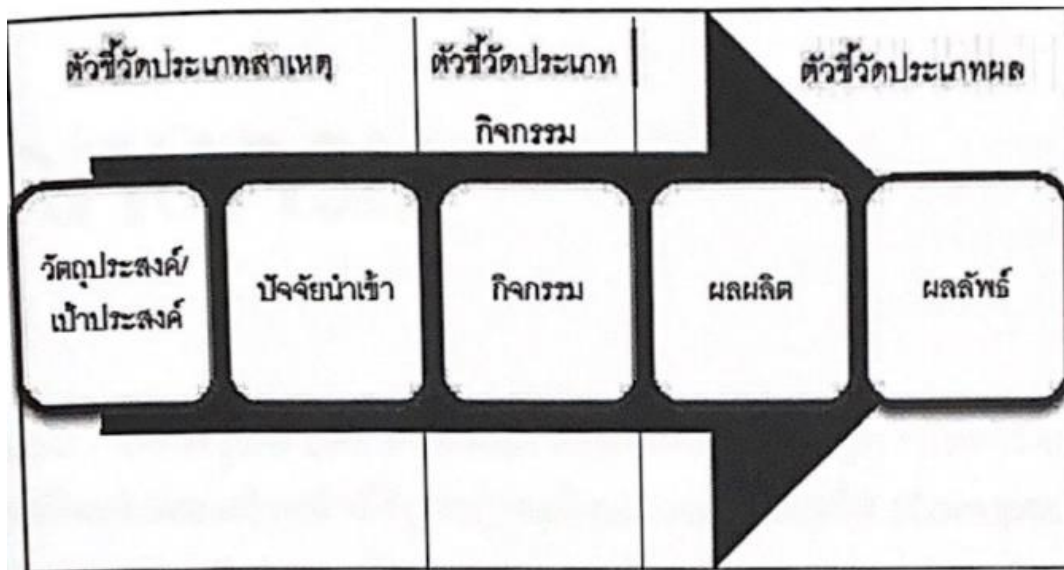 ตัวชี้วัดประเภทสาเหตุ
ตัวชี้วัดประเภท
กิจกรรม
ตัวชี้วัดประเภทผล
วัตถุประสงค์/
เป้าประสงค์
ปัจจัยนำเข้า
กิจกรรม
ผลผลิต
ผลลัพธ์